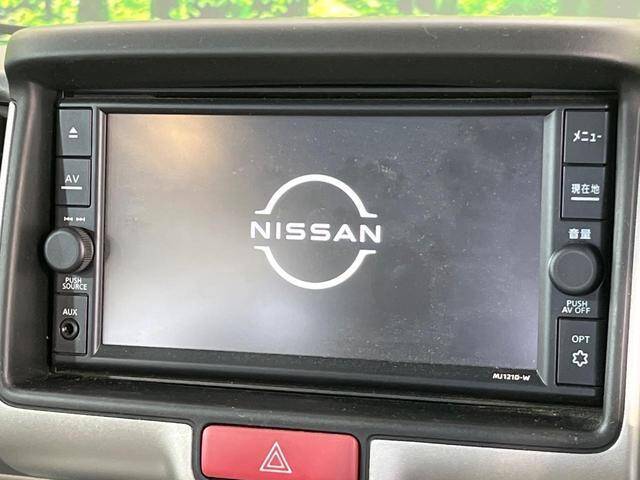 AV
PUSH
SOURCE
AUX
NISSAN
メニュー
現在地
音量
PUSH
AV OFF
OPT
MJ121D-W